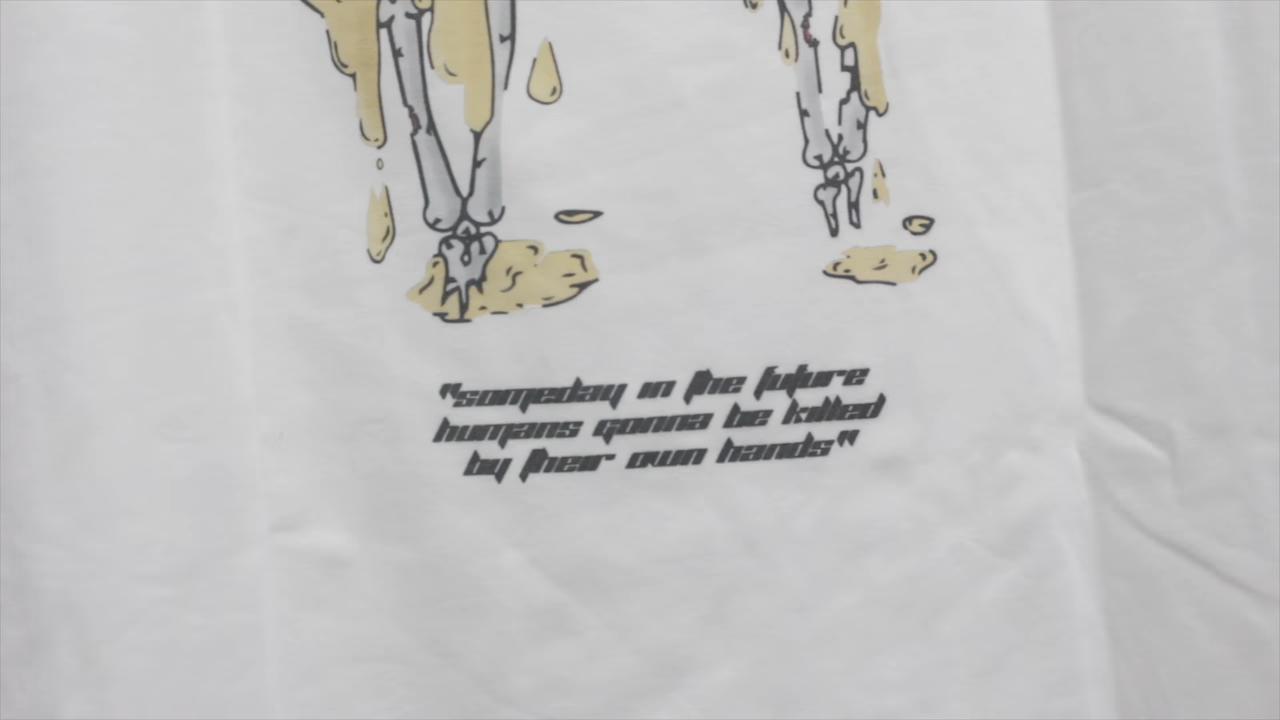 "someday in the future
humans gonna be killed
by their own hands"